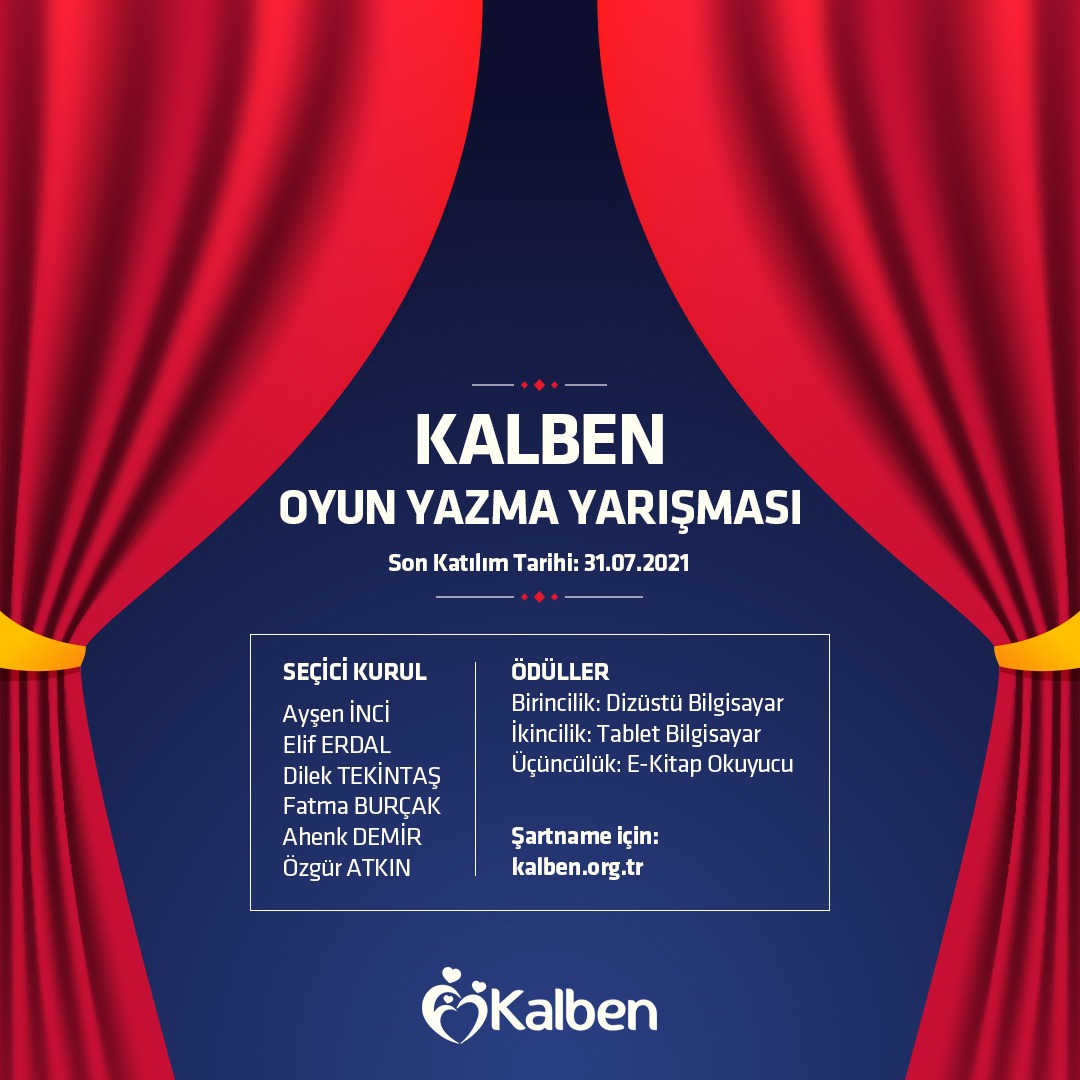 KALBEN
OYUN YAZMA YARIŞMASI
Son Katılım Tarihi: 31.07.2021
SEÇİCİ KURUL
Ayşen İNCİ
Elif ERDAL
Dilek TEKİNTAŞ
Fatma BURÇAK
Ahenk DEMİR
Özgür ATKIN
ÖDÜLLER
Birincilik: Dizüstü Bilgisayar
İkincilik: Tablet Bilgisayar
Üçüncülük: E-Kitap Okuyucu
Şartname için:
kalben.org.tr
Kalben